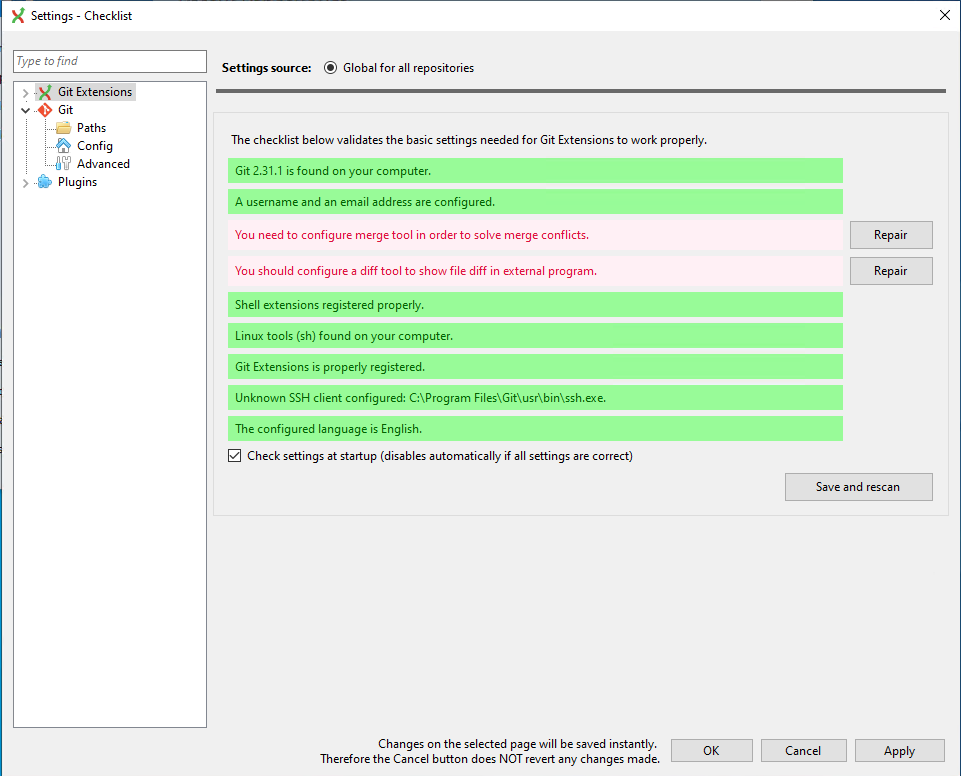 Settings - Checklist
Type to find
Git Extensions
Git
Paths
Config
Advanced
Plugins
Settings source: Global for all repositories
The checklist below validates the basic settings needed for Git Extensions to work properly.
Git 2.31.1 is found on your computer.
A username and an email address are configured.
You need to configure merge tool in order to solve merge conflicts.
Repair
You should configure a diff tool to show file diff in external program.
Repair
Shell extensions registered properly.
Linux tools (sh) found on your computer.
Git Extensions is properly registered.
Unknown SSH client configured: C:\Program Files\Git\usr\bin\ssh.exe.
The configured language is English.
Check settings at startup (disables automatically if all settings are correct)
Save and rescan
Changes on the selected page will be saved instantly.
Therefore the Cancel button does NOT revert any changes made.
OK
Cancel
Apply